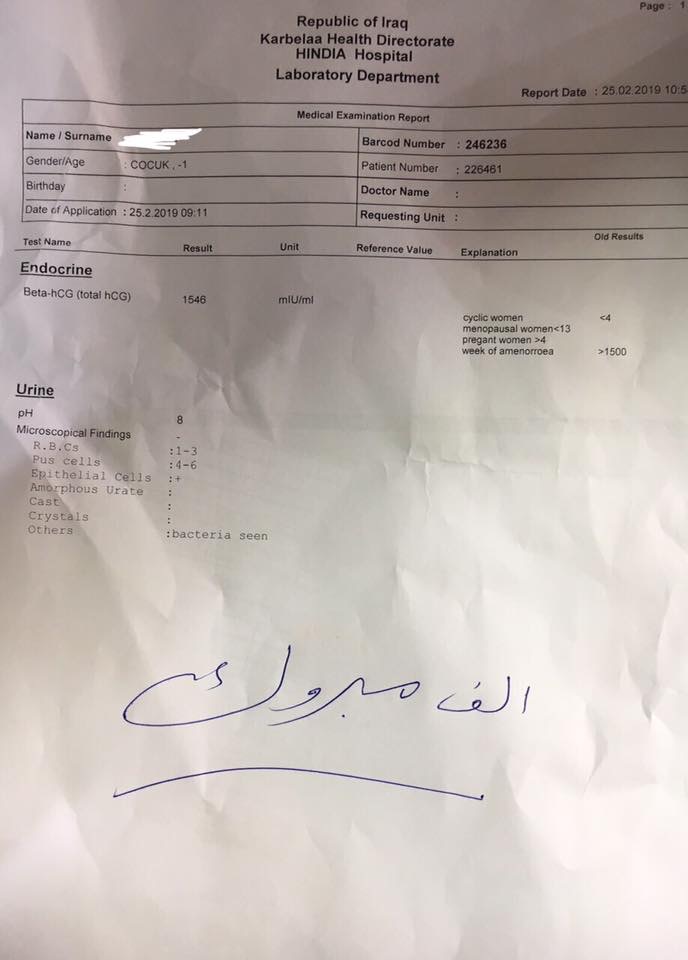 Page : 1
Republic of Iraq
Karbelaa Health Directorate
HINDIA Hospital
Laboratory Department
Report Date : 25.02.2019 10:5
Medical Examination Report
Name / Surname
Barcod Number : 246236
Gender/Age : COCUK , -1
Patient Number : 226461
Birthday :
Doctor Name :
Date of Application : 25.2.2019 09:11
Requesting Unit :
Test Name Result Unit Reference Value Explanation Old Results
Endocrine
Beta-hCG (total hCG) 1546 mIU/ml
cyclic women <4
menopausal women<13
pregant women >4
week of amenorroea >1500
Urine
pH 8
Microscopical Findings -
R.B.Cs :1-3
Pus cells :4-6
Epithelial Cells :+
Amorphous Urate :
Cast :
Crystals :
Others :bacteria seen
الف مبروك